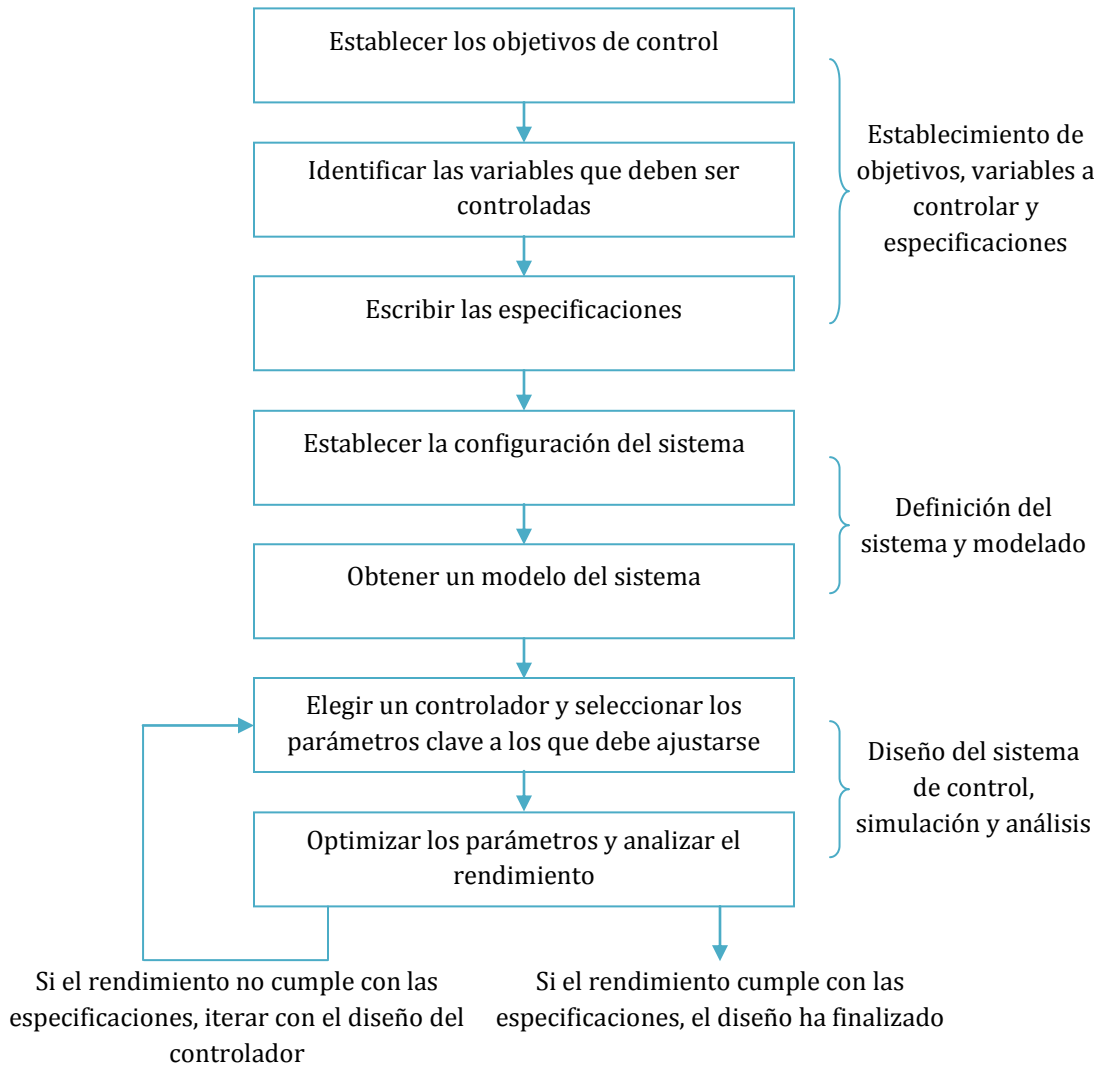 Establecer los objetivos de control
Identificar las variables que deben ser
controladas
Escribir las especificaciones
Establecimiento de
objetivos, variables a
controlar y
especificaciones
Establecer la configuración del sistema
Obtener un modelo del sistema
Definición del
sistema y modelado
Elegir un controlador y seleccionar los
parámetros clave a los que debe ajustarse
Optimizar los parámetros y analizar el
rendimiento
Diseño del sistema
de control,
simulación y análisis
Si el rendimiento no cumple con las
especificaciones, iterar con el diseño del
controlador
Si el rendimiento cumple con las
especificaciones, el diseño ha finalizado